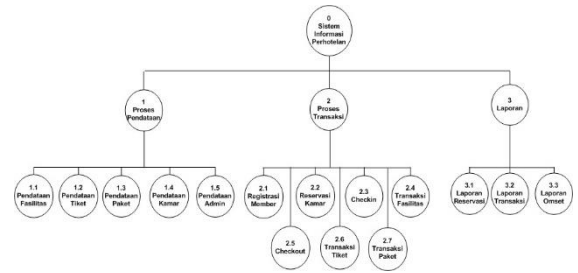 0
Sistem
Informasi
Perhotelan
1
Proses
Pendataan
2
Proses
Transaksi
3
Laporan
1.1
Pendataan
Fasilitas
1.2
Pendataan
Tiket
1.3
Pendataan
Paket
1.4
Pendataan
Kamar
1.5
Pendataan
Admin
2.1
Registrasi
Member
2.2
Reservasi
Kamar
2.3
Checkin
2.4
Transaksi
Fasilitas
2.5
Checkout
2.6
Transaksi
Tiket
2.7
Transaksi
Paket
3.1
Laporan
Reservasi
3.2
Laporan
Transaksi
3.3
Laporan
Omset